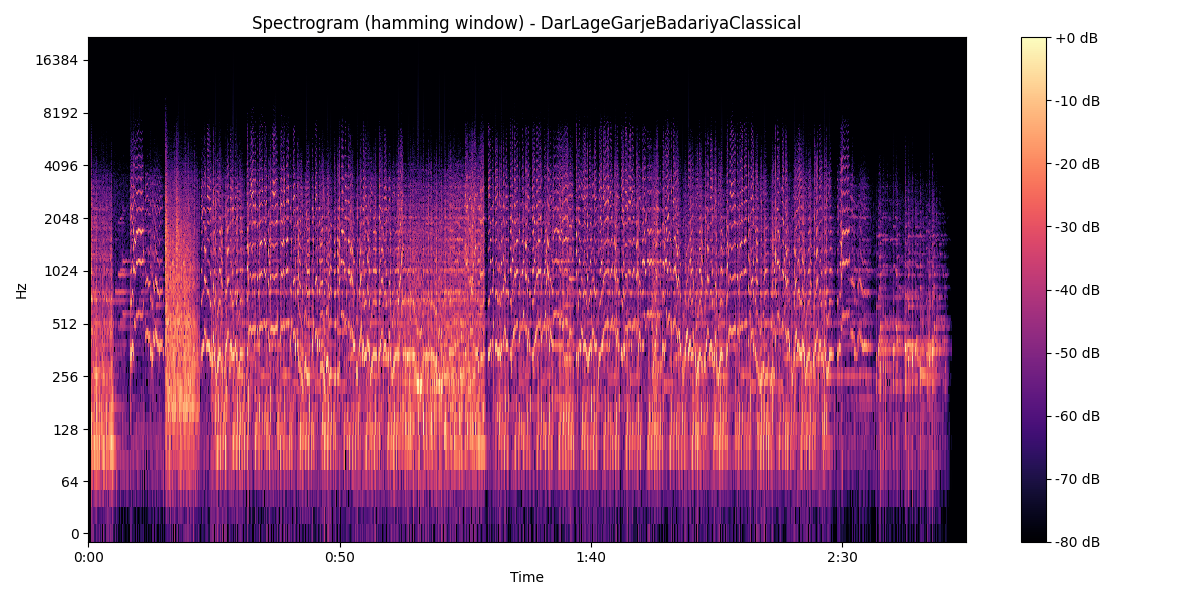 Spectrogram (hamming window) - DarLageGarjeBadariyaClassical
16384
8192
4096
2048
1024
512
256
128
64
0
Hz
0:00
0:50
1:40
2:30
Time
+0 dB
-10 dB
-20 dB
-30 dB
-40 dB
-50 dB
-60 dB
-70 dB
-80 dB